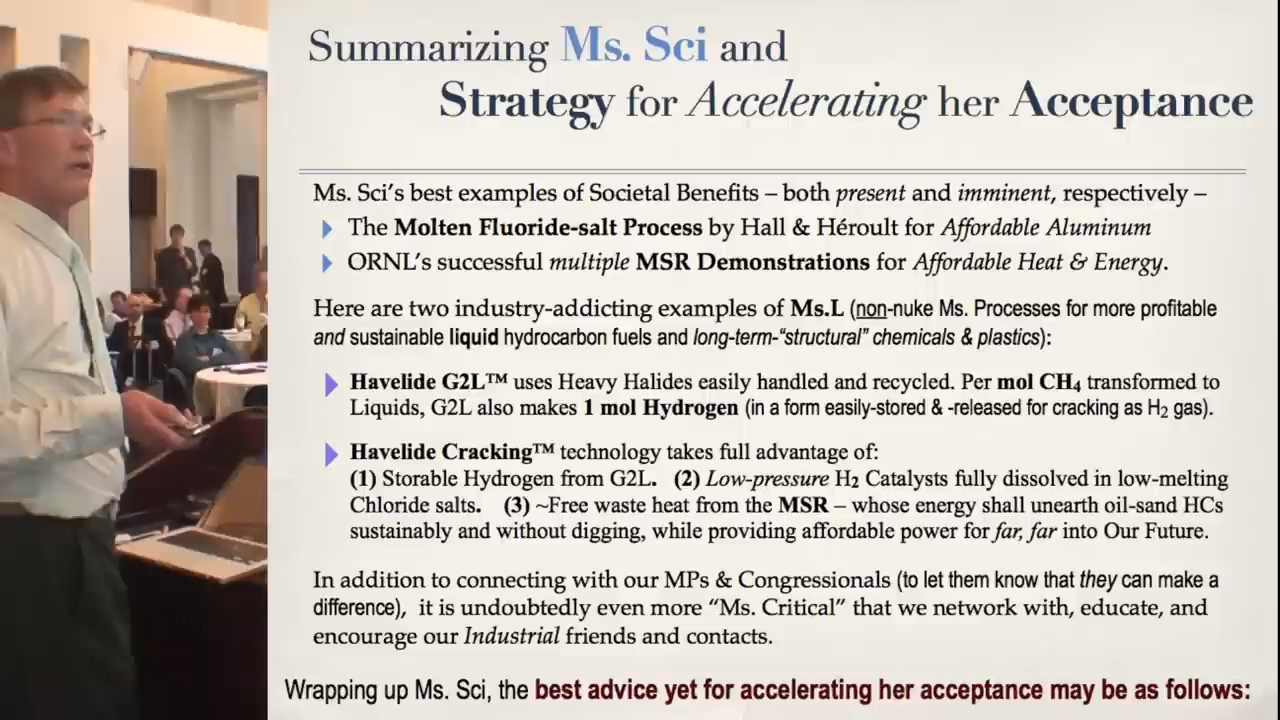 Summarizing Ms. Sci and
Strategy for Accelerating her Acceptance
Ms. Sci's best examples of Societal Benefits – both present and imminent, respectively –
The Molten Fluoride-salt Process by Hall & Héroult for Affordable Aluminum
ORNL's successful multiple MSR Demonstrations for Affordable Heat & Energy.
Here are two industry-addicting examples of Ms.L (non-nuke Ms. Processes for more profitable
and sustainable liquid hydrocarbon fuels and long-term-“structural” chemicals & plastics):
Havelide G2L™ uses Heavy Halides easily handled and recycled. Per mol CH₄ transformed to
Liquids, G2L also makes 1 mol Hydrogen (in a form easily-stored & -released for cracking as H₂ gas).
Havelide Cracking™ technology takes full advantage of:
(1) Storable Hydrogen from G2L. (2) Low-pressure H₂ Catalysts fully dissolved in low-melting
Chloride salts. (3) ~Free waste heat from the MSR – whose energy shall unearth oil-sand HCs
sustainably and without digging, while providing affordable power for far, far into Our Future.
In addition to connecting with our MPs & Congressionals (to let them know that they can make a
difference), it is undoubtedly even more “Ms. Critical” that we network with, educate, and
encourage our Industrial friends and contacts.
Wrapping up Ms. Sci, the best advice yet for accelerating her acceptance may be as follows: